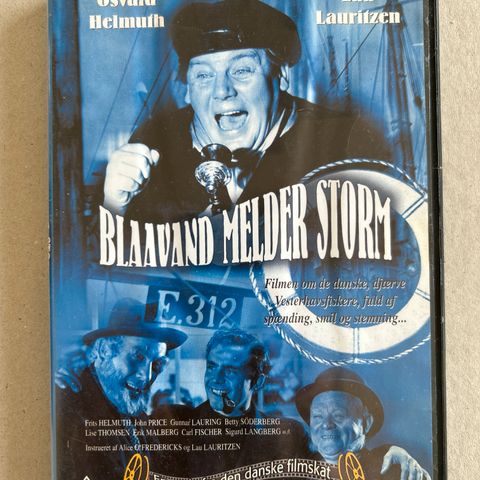 Osvald
Helmuth
Lau
Lauritzen
BLAAVAND MELDER STORM
Filmen om de danske, djærve
Vesterhavsfiskere, fuld af
spænding, smil og stemning...
E.312
Frits HELMUTH, John PRICE, Gunnar LAURING, Betty SÖDERBERG
Lise THOMSEN, Erik MALBERG, Carl FISCHER, Sigurd LANGBERG m.fl.
Instrueret af Alice O'FREDERICKS og Lau LAURITZEN
den danske filmskat